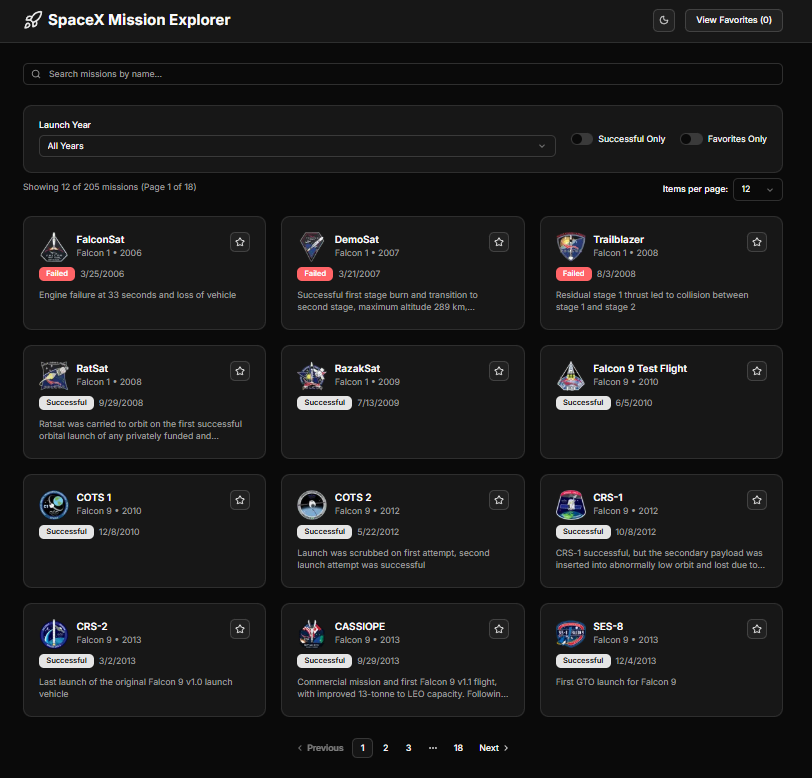 SpaceX Mission Explorer
View Favorites (0)
Search missions by name...
Launch Year
All Years
Successful Only
Favorites Only
Showing 12 of 205 missions (Page 1 of 18)
Items per page:
12
FalconSat
Falcon 1 • 2006
Failed
3/25/2006
Engine failure at 33 seconds and loss of vehicle
DemoSat
Falcon 1 • 2007
Failed
3/21/2007
Successful first stage burn and transition to
second stage, maximum altitude 289 km,...
Trailblazer
Falcon 1 • 2008
Failed
8/3/2008
Residual stage 1 thrust led to collision between
stage 1 and stage 2
RatSat
Falcon 1 • 2008
Successful
9/29/2008
Ratsat was carried to orbit on the first successful
orbital launch of any privately funded and...
RazakSat
Falcon 1 • 2009
Successful
7/13/2009
Falcon 9 Test Flight
Falcon 9 • 2010
Successful
6/5/2010
COTS 1
Falcon 9 • 2010
Successful
12/8/2010
COTS 2
Falcon 9 • 2012
Successful
5/22/2012
Launch was scrubbed on first attempt, second
launch attempt was successful
CRS-1
Falcon 9 • 2012
Successful
10/8/2012
CRS-1 successful, but the secondary payload was
inserted into abnormally low orbit and lost due to...
CRS-2
Falcon 9 • 2013
Successful
3/2/2013
Last launch of the original Falcon 9 v1.0 launch
vehicle
CASSIOPE
Falcon 9 • 2013
Successful
9/29/2013
Commercial mission and first Falcon 9 v1.1 flight,
with improved 13-tonne to LEO capacity. Followin...
SES-8
Falcon 9 • 2013
Successful
12/4/2013
First GTO launch for Falcon 9
Previous
1
2
3
...
18
Next